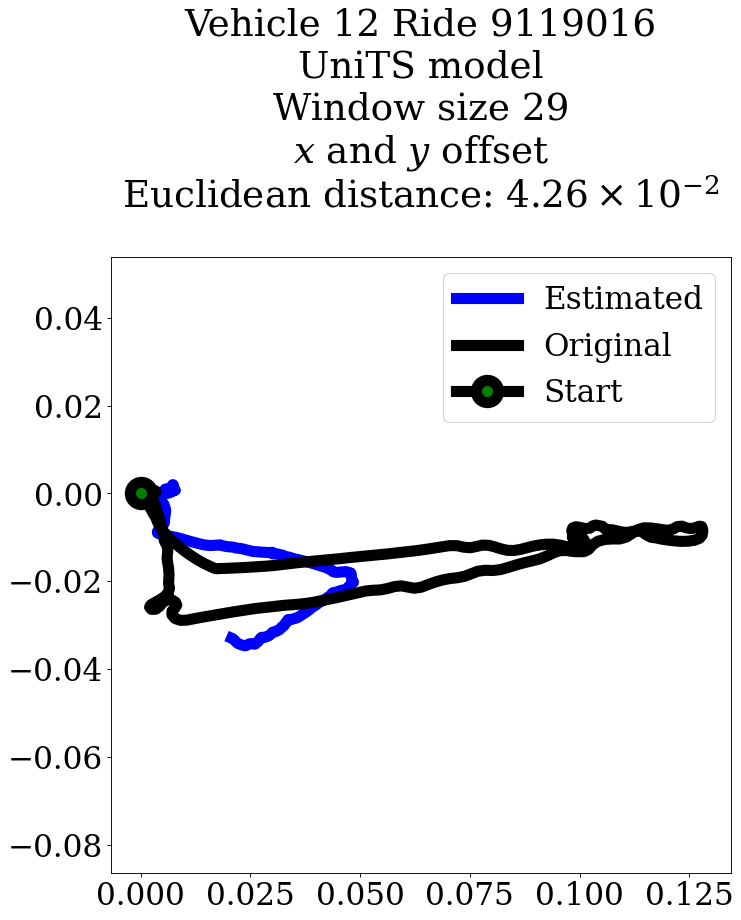 Vehicle 12 Ride 9119016
UniTS model
Window size 29
x and y offset
Euclidean distance: 4.26 × 10⁻²
Estimated
Original
Start
0.04
0.02
0.00
−0.02
−0.04
−0.06
−0.08
0.000 0.025 0.050 0.075 0.100 0.125